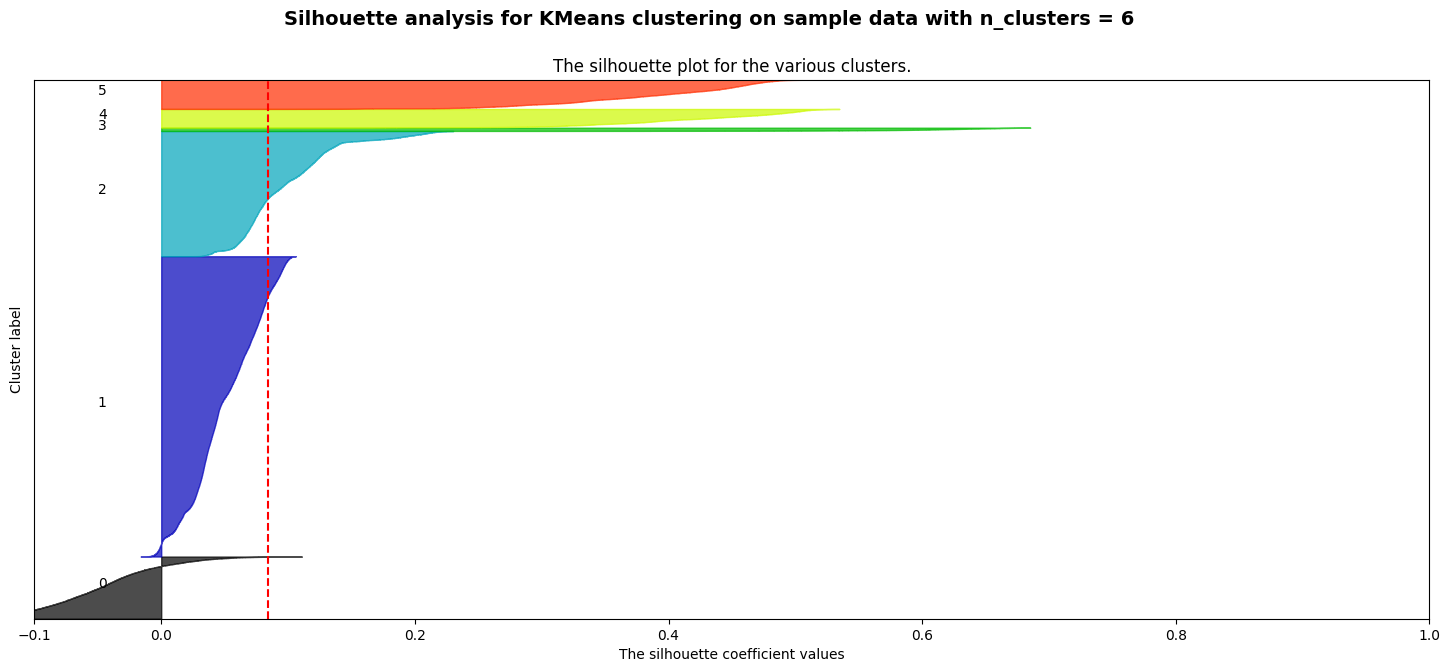 Silhouette analysis for KMeans clustering on sample data with n_clusters = 6
The silhouette plot for the various clusters.
5
4
3
2
1
0
Cluster label
−0.1 0.0 0.2 0.4 0.6 0.8 1.0
The silhouette coefficient values